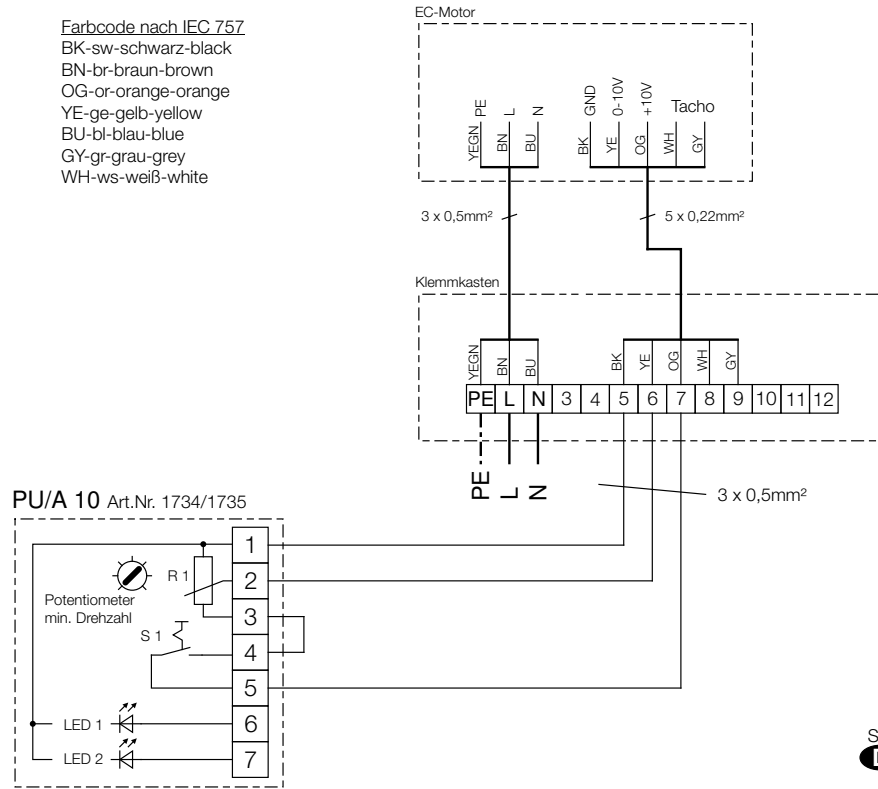 Farbcode nach IEC 757
BK-sw-schwarz-black
BN-br-braun-brown
OG-or-orange-orange
YE-ge-gelb-yellow
BU-bl-blau-blue
GY-gr-grau-grey
WH-ws-weiß-white
EC-Motor
PE L N GND 0-10V +10V Tacho
YEGN BN BU BK YE OG WH GY
3 x 0,5mm² 5 x 0,22mm²
Klemmkasten
YEGN BN BU BK YE OG WH GY
PE L N 3 4 5 6 7 8 9 10 11 12
PE L N
3 x 0,5mm²
PU/A 10 Art.Nr. 1734/1735
1
R 1 2
Potentiometer
min. Drehzahl
3
S 1
4
5
LED 1 6
LED 2 7